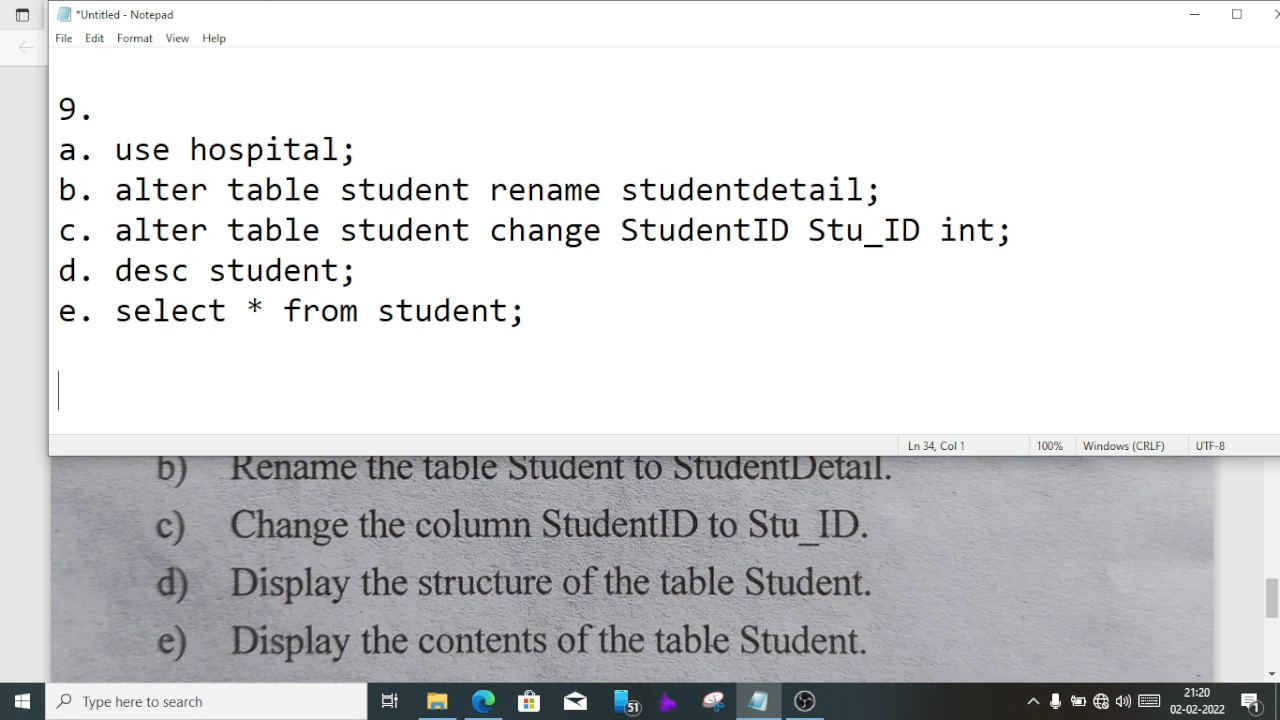 *Untitled - Notepad
File Edit Format View Help
9.
a. use hospital;
b. alter table student rename studentdetail;
c. alter table student change StudentID Stu_ID int;
d. desc student;
e. select * from student;
Ln 34, Col 1 100% Windows (CRLF) UTF-8
b) Rename the table Student to StudentDetail.
c) Change the column StudentID to Stu_ID.
d) Display the structure of the table Student.
e) Display the contents of the table Student.
Type here to search
51
21:20
02-02-2022
1